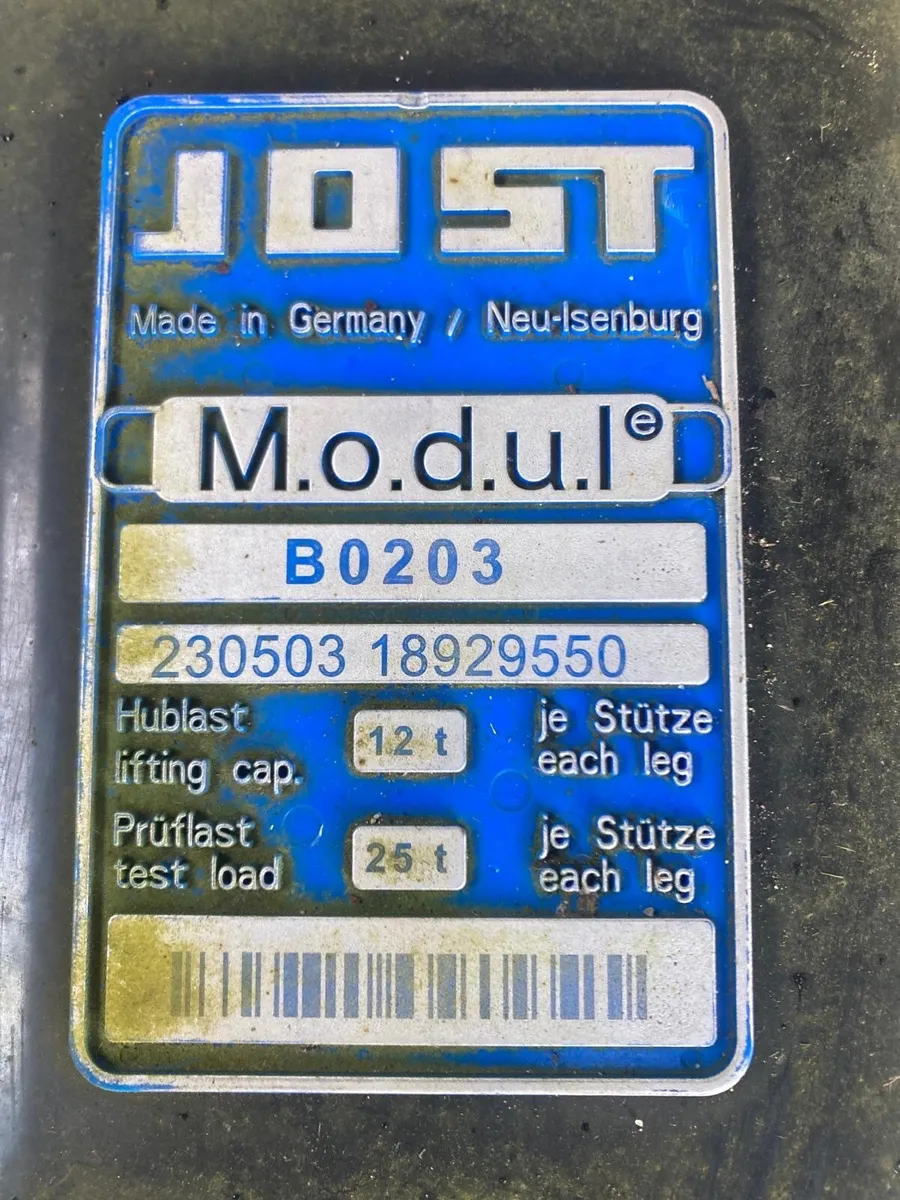 JOST
Made in Germany / Neu-Isenburg
M.o.d.u.l e
B0203
230503 18929550
Hublast
lifting cap.
12 t
je Stütze
each leg
Prüflast
test load
25 t
je Stütze
each leg